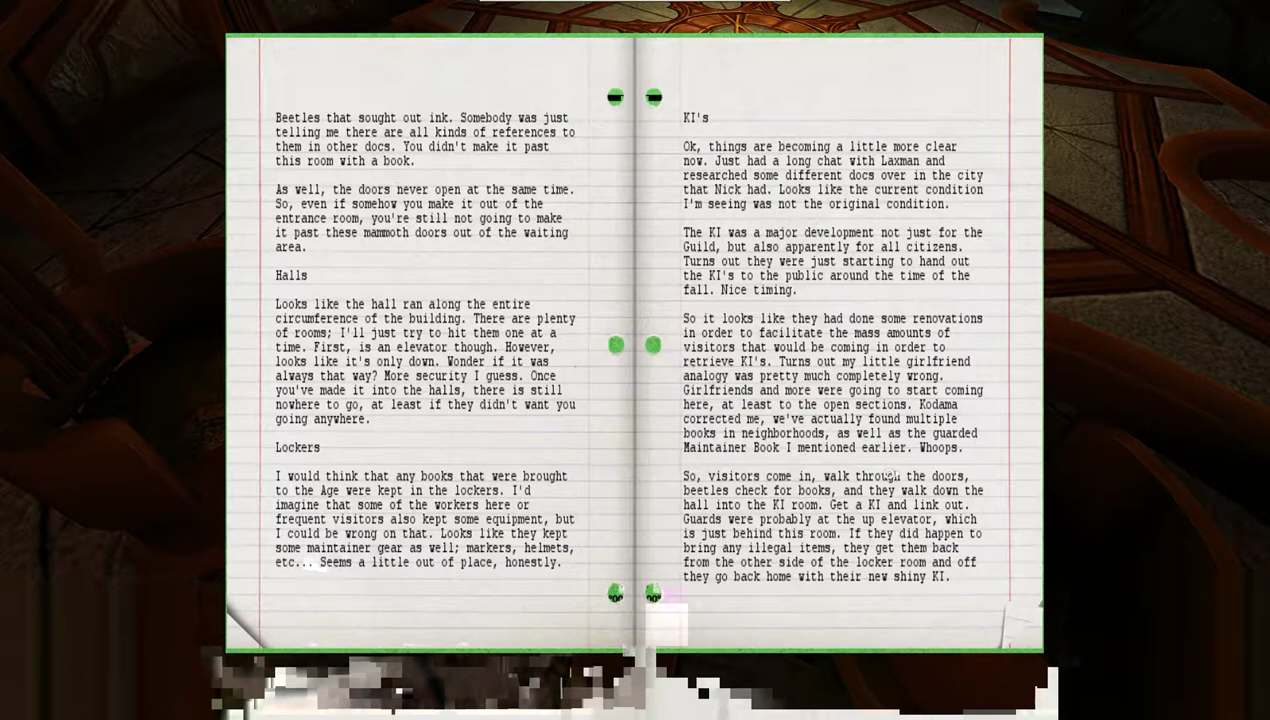 Beetles that sought out ink. Somebody was just
telling me there are all kinds of references to
them in other docs. You didn't make it past
this room with a book.
As well, the doors never open at the same time.
So, even if somehow you make it out of the
entrance room, you're still not going to make
it past these mammoth doors out of the waiting
area.
Halls
Looks like the hall ran along the entire
circumference of the building. There are plenty
of rooms; I'll just try to hit them one at a
time. First, is an elevator though. However,
looks like it's only down. Wonder if it was
always that way? More security I guess. Once
you've made it into the halls, there is still
nowhere to go, at least if they didn't want you
going anywhere.
Lockers
I would think that any books that were brought
to the Age were kept in the lockers. I'd
imagine that some of the workers here or
frequent visitors also kept some equipment, but
I could be wrong on that. Looks like they kept
some maintainer gear as well; markers, helmets,
etc... Seems a little out of place, honestly.
KI's
Ok, things are becoming a little more clear
now. Just had a long chat with Laxman and
researched some different docs over in the city
that Nick had. Looks like the current condition
I'm seeing was not the original condition.
The KI was a major development not just for the
Guild, but also apparently for all citizens.
Turns out they were just starting to hand out
the KI's to the public around the time of the
fall. Nice timing.
So it looks like they had done some renovations
in order to facilitate the mass amounts of
visitors that would be coming in order to
retrieve KI's. Turns out my little girlfriend
analogy was pretty much completely wrong.
Girlfriends and more were going to start coming
here, at least to the open sections. Kodama
corrected me, we've actually found multiple
books in neighborhoods, as well as the guarded
Maintainer Book I mentioned earlier. Whoops.
So, visitors come in, walk through the doors,
beetles check for books, and they walk down the
hall into the KI room. Get a KI and link out.
Guards were probably at the up elevator, which
is just behind this room. If they did happen to
bring any illegal items, they get them back
from the other side of the locker room and off
they go back home with their new shiny KI.